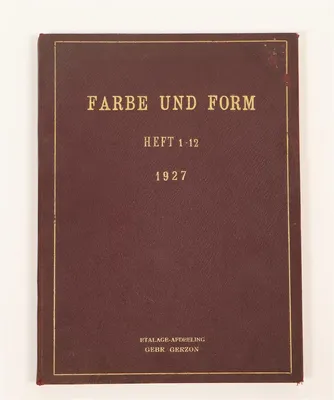 FARBE UND FORM
HEFT 1-12
1927
ETALAGE-AFDEELING
GEBR GERZON